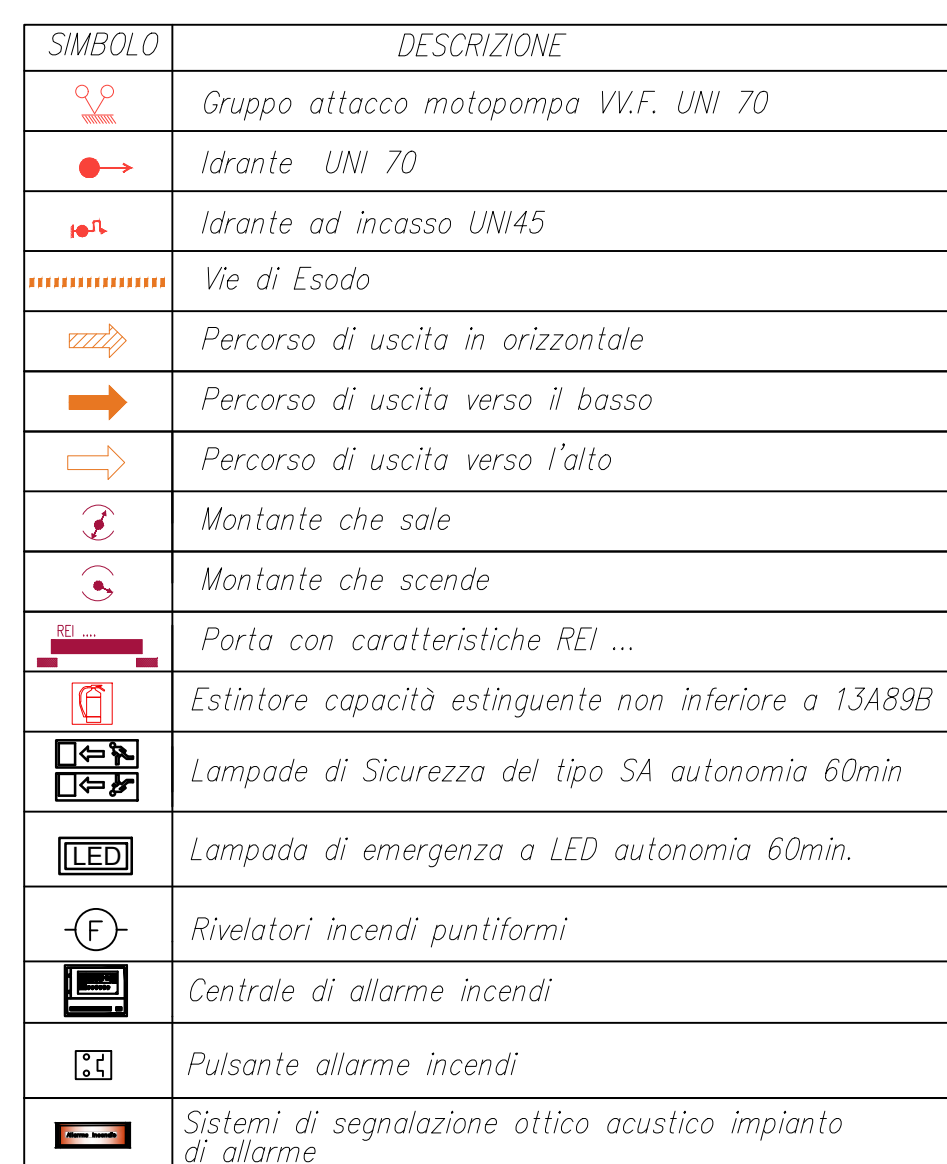 SIMBOLO DESCRIZIONE
Gruppo attacco motopompa VV.F. UNI 70
Idrante UNI 70
Idrante ad incasso UNI45
Vie di Esodo
Percorso di uscita in orizzontale
Percorso di uscita verso il basso
Percorso di uscita verso l'alto
Montante che sale
Montante che scende
REI .... Porta con caratteristiche REI ...
Estintore capacità estinguente non inferiore a 13A89B
Lampade di Sicurezza del tipo SA autonomia 60min
LED Lampada di emergenza a LED autonomia 60min.
F Rivelatori incendi puntiformi
Centrale di allarme incendi
Pulsante allarme incendi
Allarme Incendio Sistemi di segnalazione ottico acustico impianto
di allarme